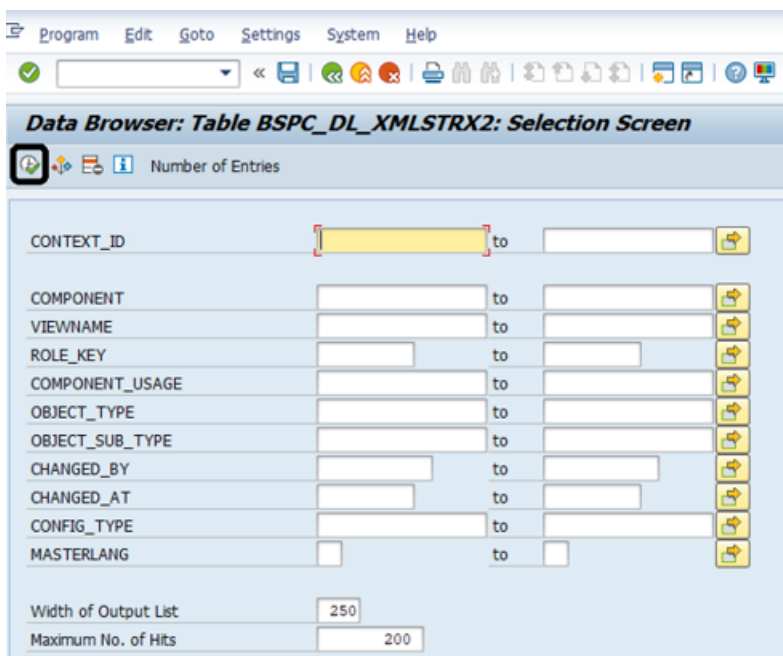 Program Edit Goto Settings System Help
«
Data Browser: Table BSPC_DL_XMLSTRX2: Selection Screen
Number of Entries
CONTEXT_ID to
COMPONENT to
VIEWNAME to
ROLE_KEY to
COMPONENT_USAGE to
OBJECT_TYPE to
OBJECT_SUB_TYPE to
CHANGED_BY to
CHANGED_AT to
CONFIG_TYPE to
MASTERLANG to
Width of Output List 250
Maximum No. of Hits 200